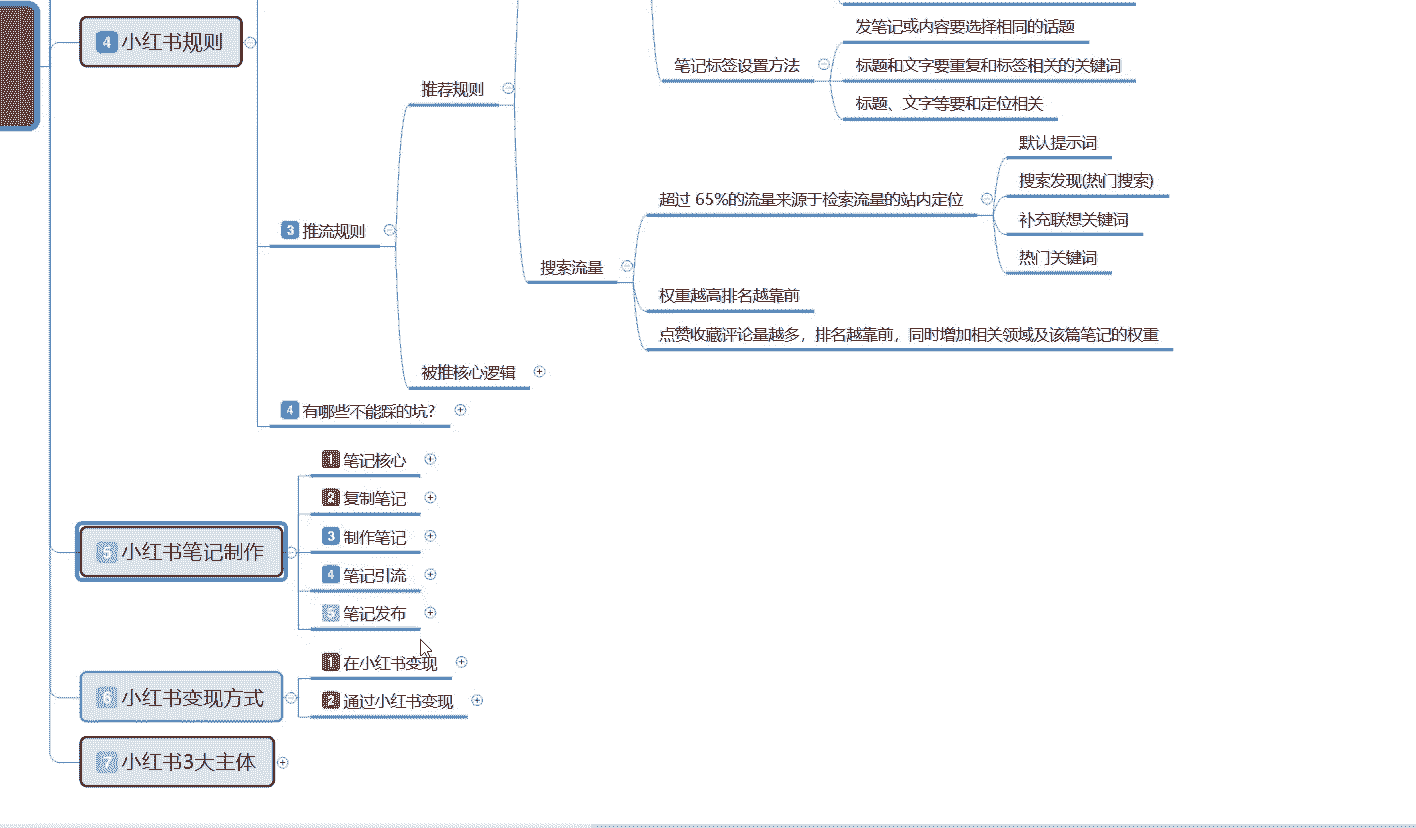 4 小红书规则
3 推流规则
推荐规则
笔记标签设置方法
发笔记或内容要选择相同的话题
标题和文字要重复和标签相关的关键词
标题、文字等要和定位相关
搜索流量
超过 65%的流量来源于检索流量的站内定位
默认提示词
搜索发现(热门搜索)
补充联想关键词
热门关键词
权重越高排名越靠前
点赞收藏评论量越多，排名越靠前，同时增加相关领域及该篇笔记的权重
被推核心逻辑
4 有哪些不能踩的坑？
5 小红书笔记制作
1 笔记核心
2 复制笔记
3 制作笔记
4 笔记引流
5 笔记发布
6 小红书变现方式
1 在小红书变现
2 通过小红书变现
7 小红书3大主体